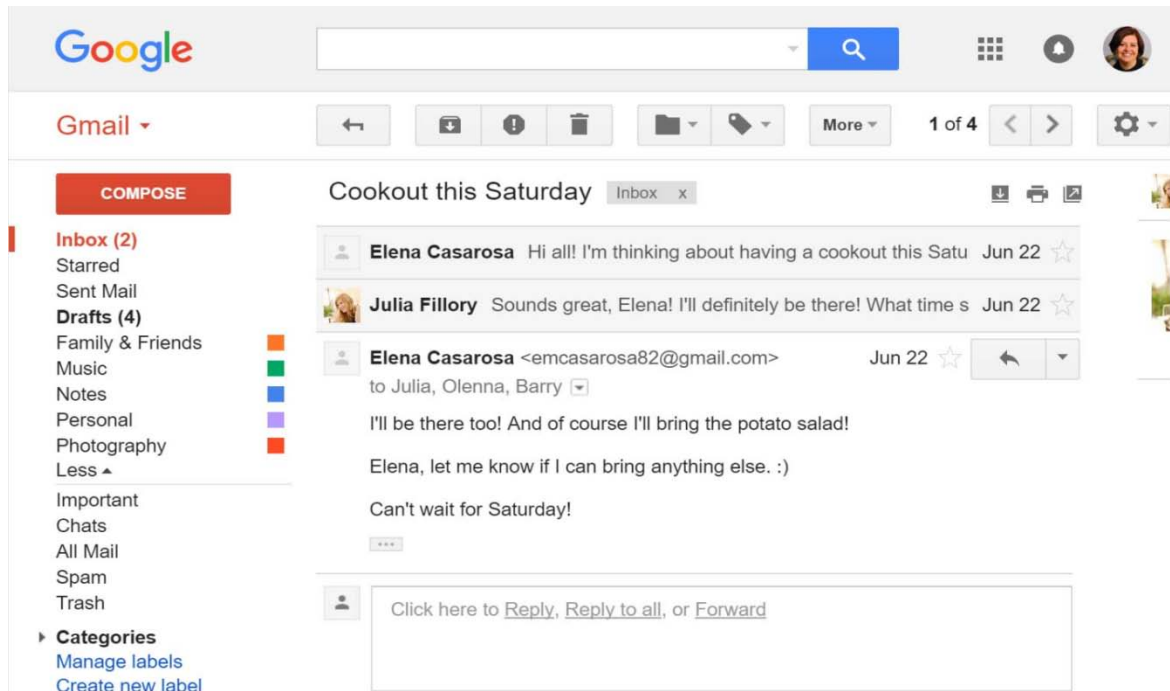 Google
Gmail
More
1 of 4
COMPOSE
Inbox (2)
Starred
Sent Mail
Drafts (4)
Family & Friends
Music
Notes
Personal
Photography
Less
Important
Chats
All Mail
Spam
Trash
Categories
Manage labels
Create new label
Cookout this Saturday Inbox x
Elena Casarosa Hi all! I'm thinking about having a cookout this Satu Jun 22
Julia Fillory Sounds great, Elena! I'll definitely be there! What time s Jun 22
Elena Casarosa <emcasarosa82@gmail.com> Jun 22
to Julia, Olenna, Barry
I'll be there too! And of course I'll bring the potato salad!
Elena, let me know if I can bring anything else. :)
Can't wait for Saturday!
Click here to Reply, Reply to all, or Forward